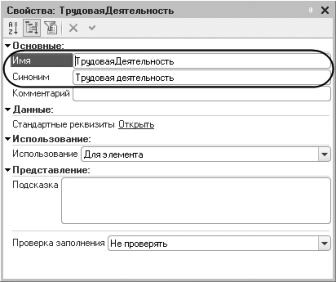 Свойства: ТрудоваяДеятельность
Основные:
Имя ТрудоваяДеятельность
Синоним Трудовая деятельность
Комментарий
Данные:
Стандартные реквизиты Открыть
Использование:
Использование Для элемента
Представление:
Подсказка
Проверка заполнения Не проверять